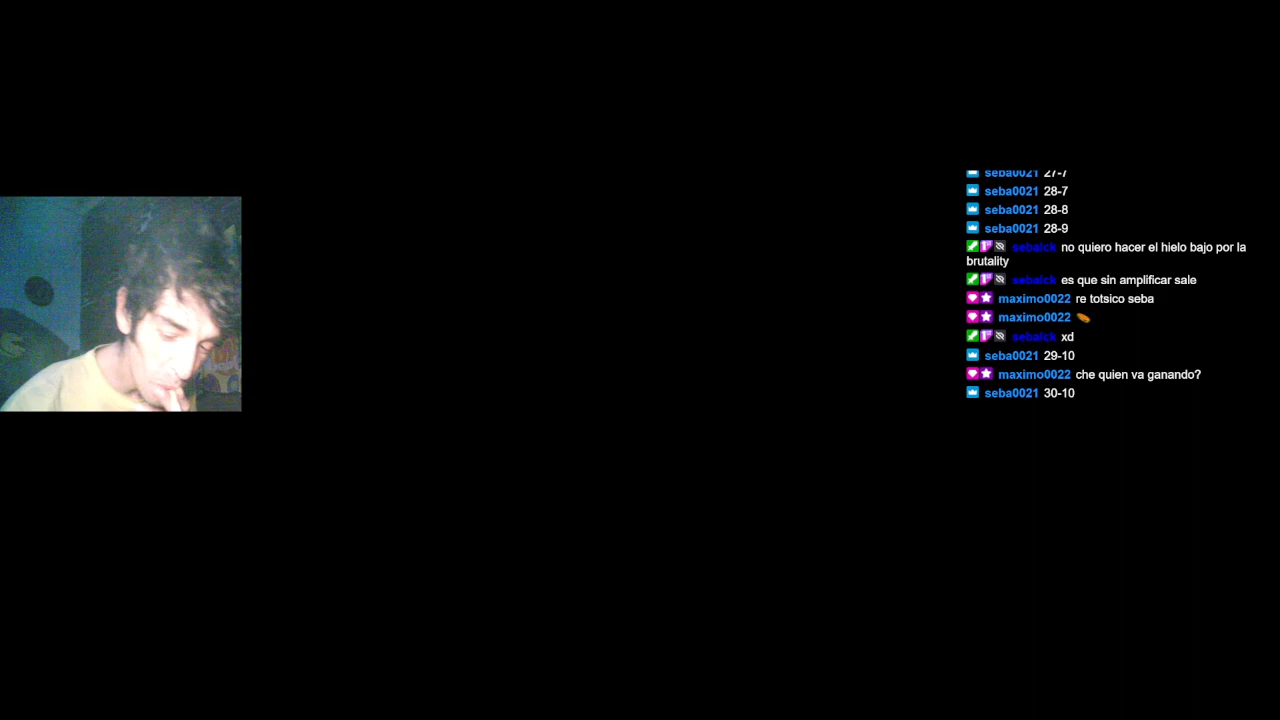 seba0021 27-7
seba0021 28-7
seba0021 28-8
seba0021 28-9
sebalck no quiero hacer el hielo bajo por la
brutality
sebalck es que sin amplificar sale
maximo0022 re totsico seba
maximo0022
sebalck xd
seba0021 29-10
maximo0022 che quien va ganando?
seba0021 30-10